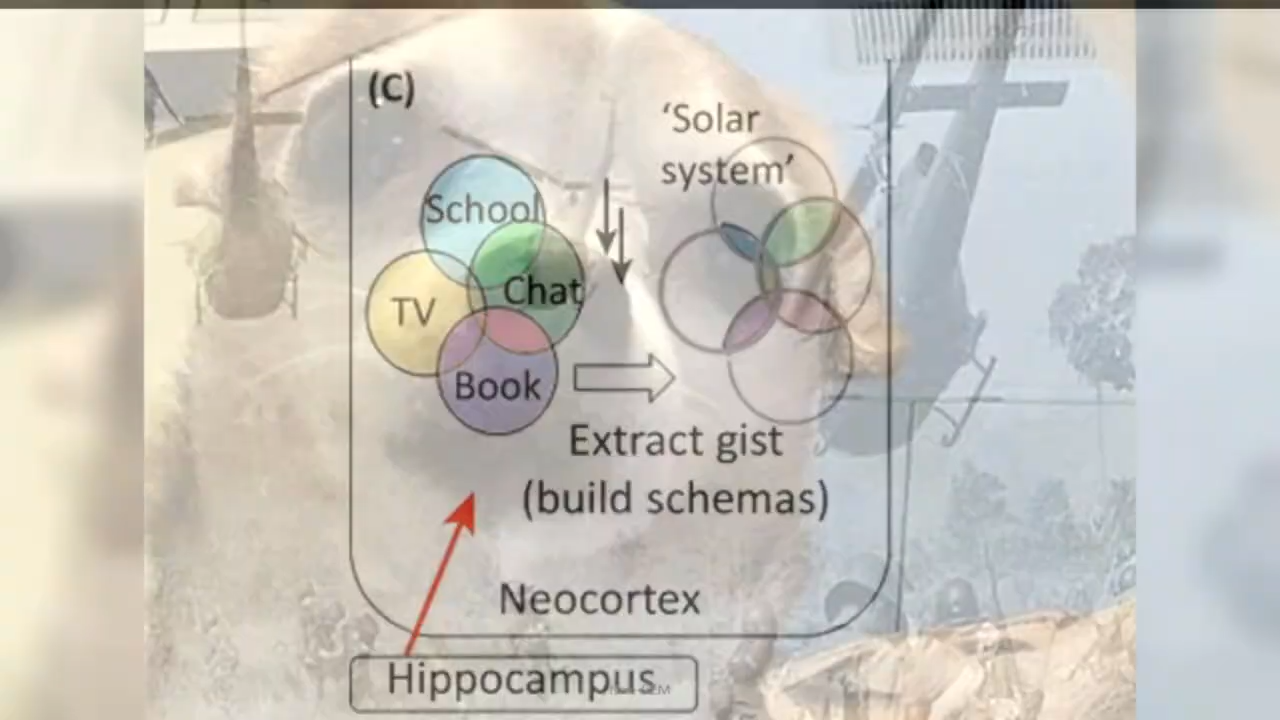 (C)
'Solar
system'
School
Chat
TV
Book
Extract gist
(build schemas)
Neocortex
Hippocampus